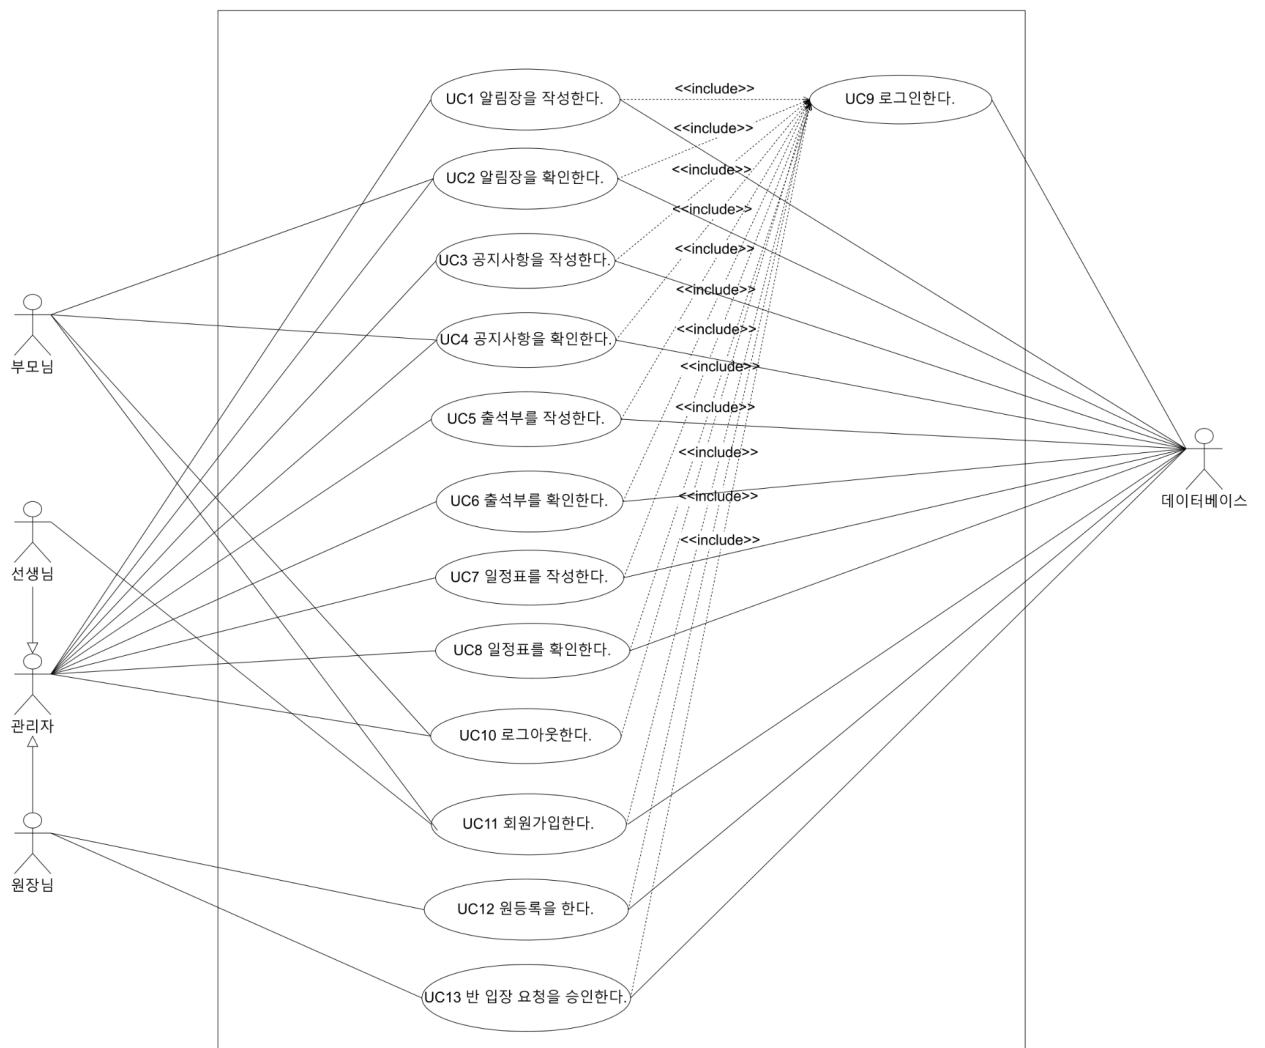 UC1 알림장을 작성한다.
<<include>>
UC9 로그인한다.
<<include>>
UC2 알림장을 확인한다.
<<include>>
<<include>>
UC3 공지사항을 작성한다.
<<include>>
<<include>>
부모님
UC4 공지사항을 확인한다.
<<include>>
<<include>>
UC5 출석부를 작성한다.
<<include>>
<<include>>
데이터베이스
UC6 출석부를 확인한다.
<<include>>
<<include>>
선생님
UC7 일정표를 작성한다.
UC8 일정표를 확인한다.
관리자
UC10 로그아웃한다.
UC11 회원가입한다.
원장님
UC12 원등록을 한다.
UC13 반 입장 요청을 승인한다.